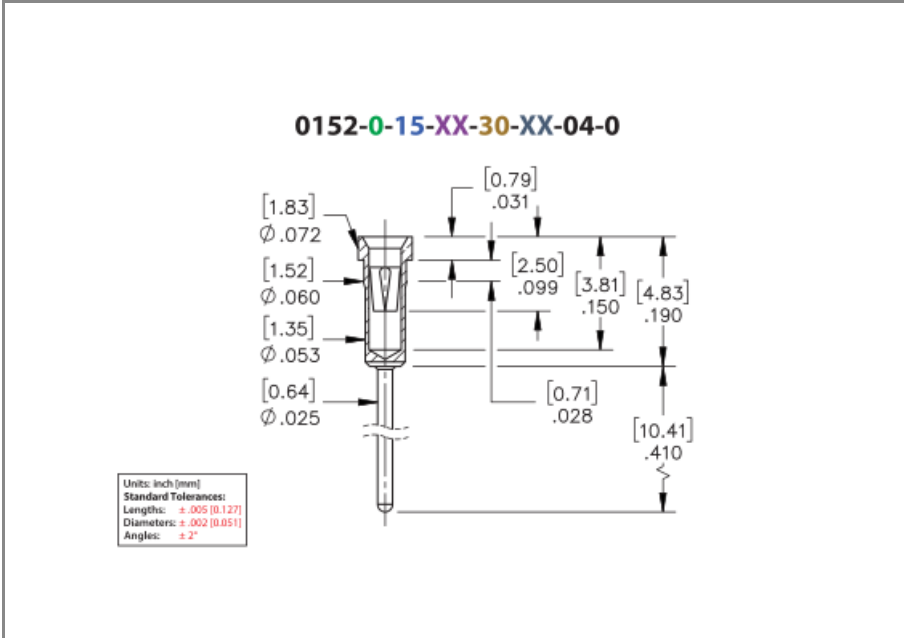 0152-0-15-XX-30-XX-04-0
[0.79]
.031
[1.83]
Ø.072
[1.52]
Ø.060
[2.50]
.099
[3.81]
.150
[4.83]
.190
[1.35]
Ø.053
[0.64]
Ø.025
[0.71]
.028
[10.41]
.410
Units: inch [mm]
Standard Tolerances:
Lengths: ± .005 [0.127]
Diameters: ± .002 [0.051]
Angles: ± 2°